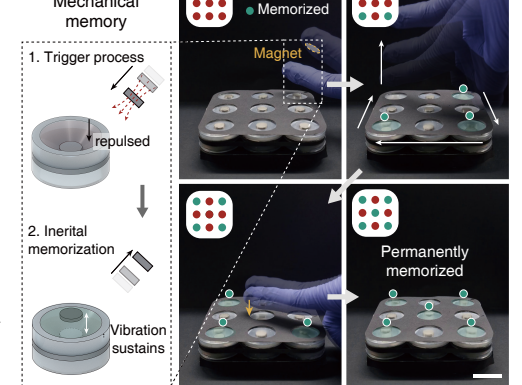 Mechanical
memory
1. Trigger process
repulsed
2. Inerital
memorization
Vibration
sustains
Memorized
Magnet
Permanently
memorized